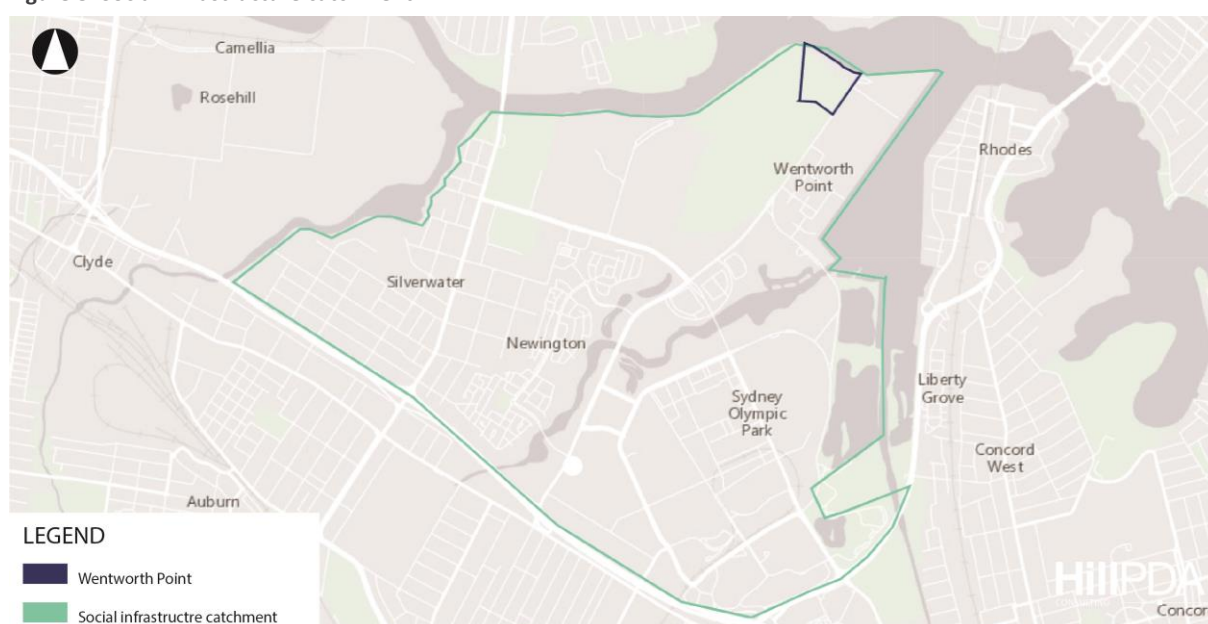 Camellia
Rosehill
Rhodes
Wentworth
Point
Clyde
Silverwater
Newington
Liberty
Grove
Sydney
Olympic
Park
Concord
West
Auburn
LEGEND
Wentworth Point
Social infrastructre catchment
HillPDA
CONSULTING
Concor